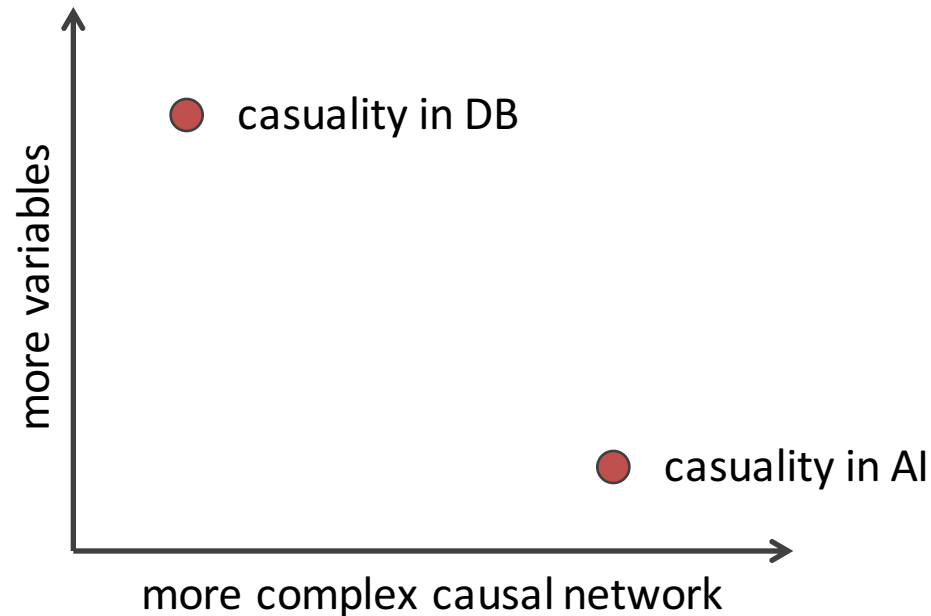 casuality in DB
more variables
casuality in AI
more complex causal network